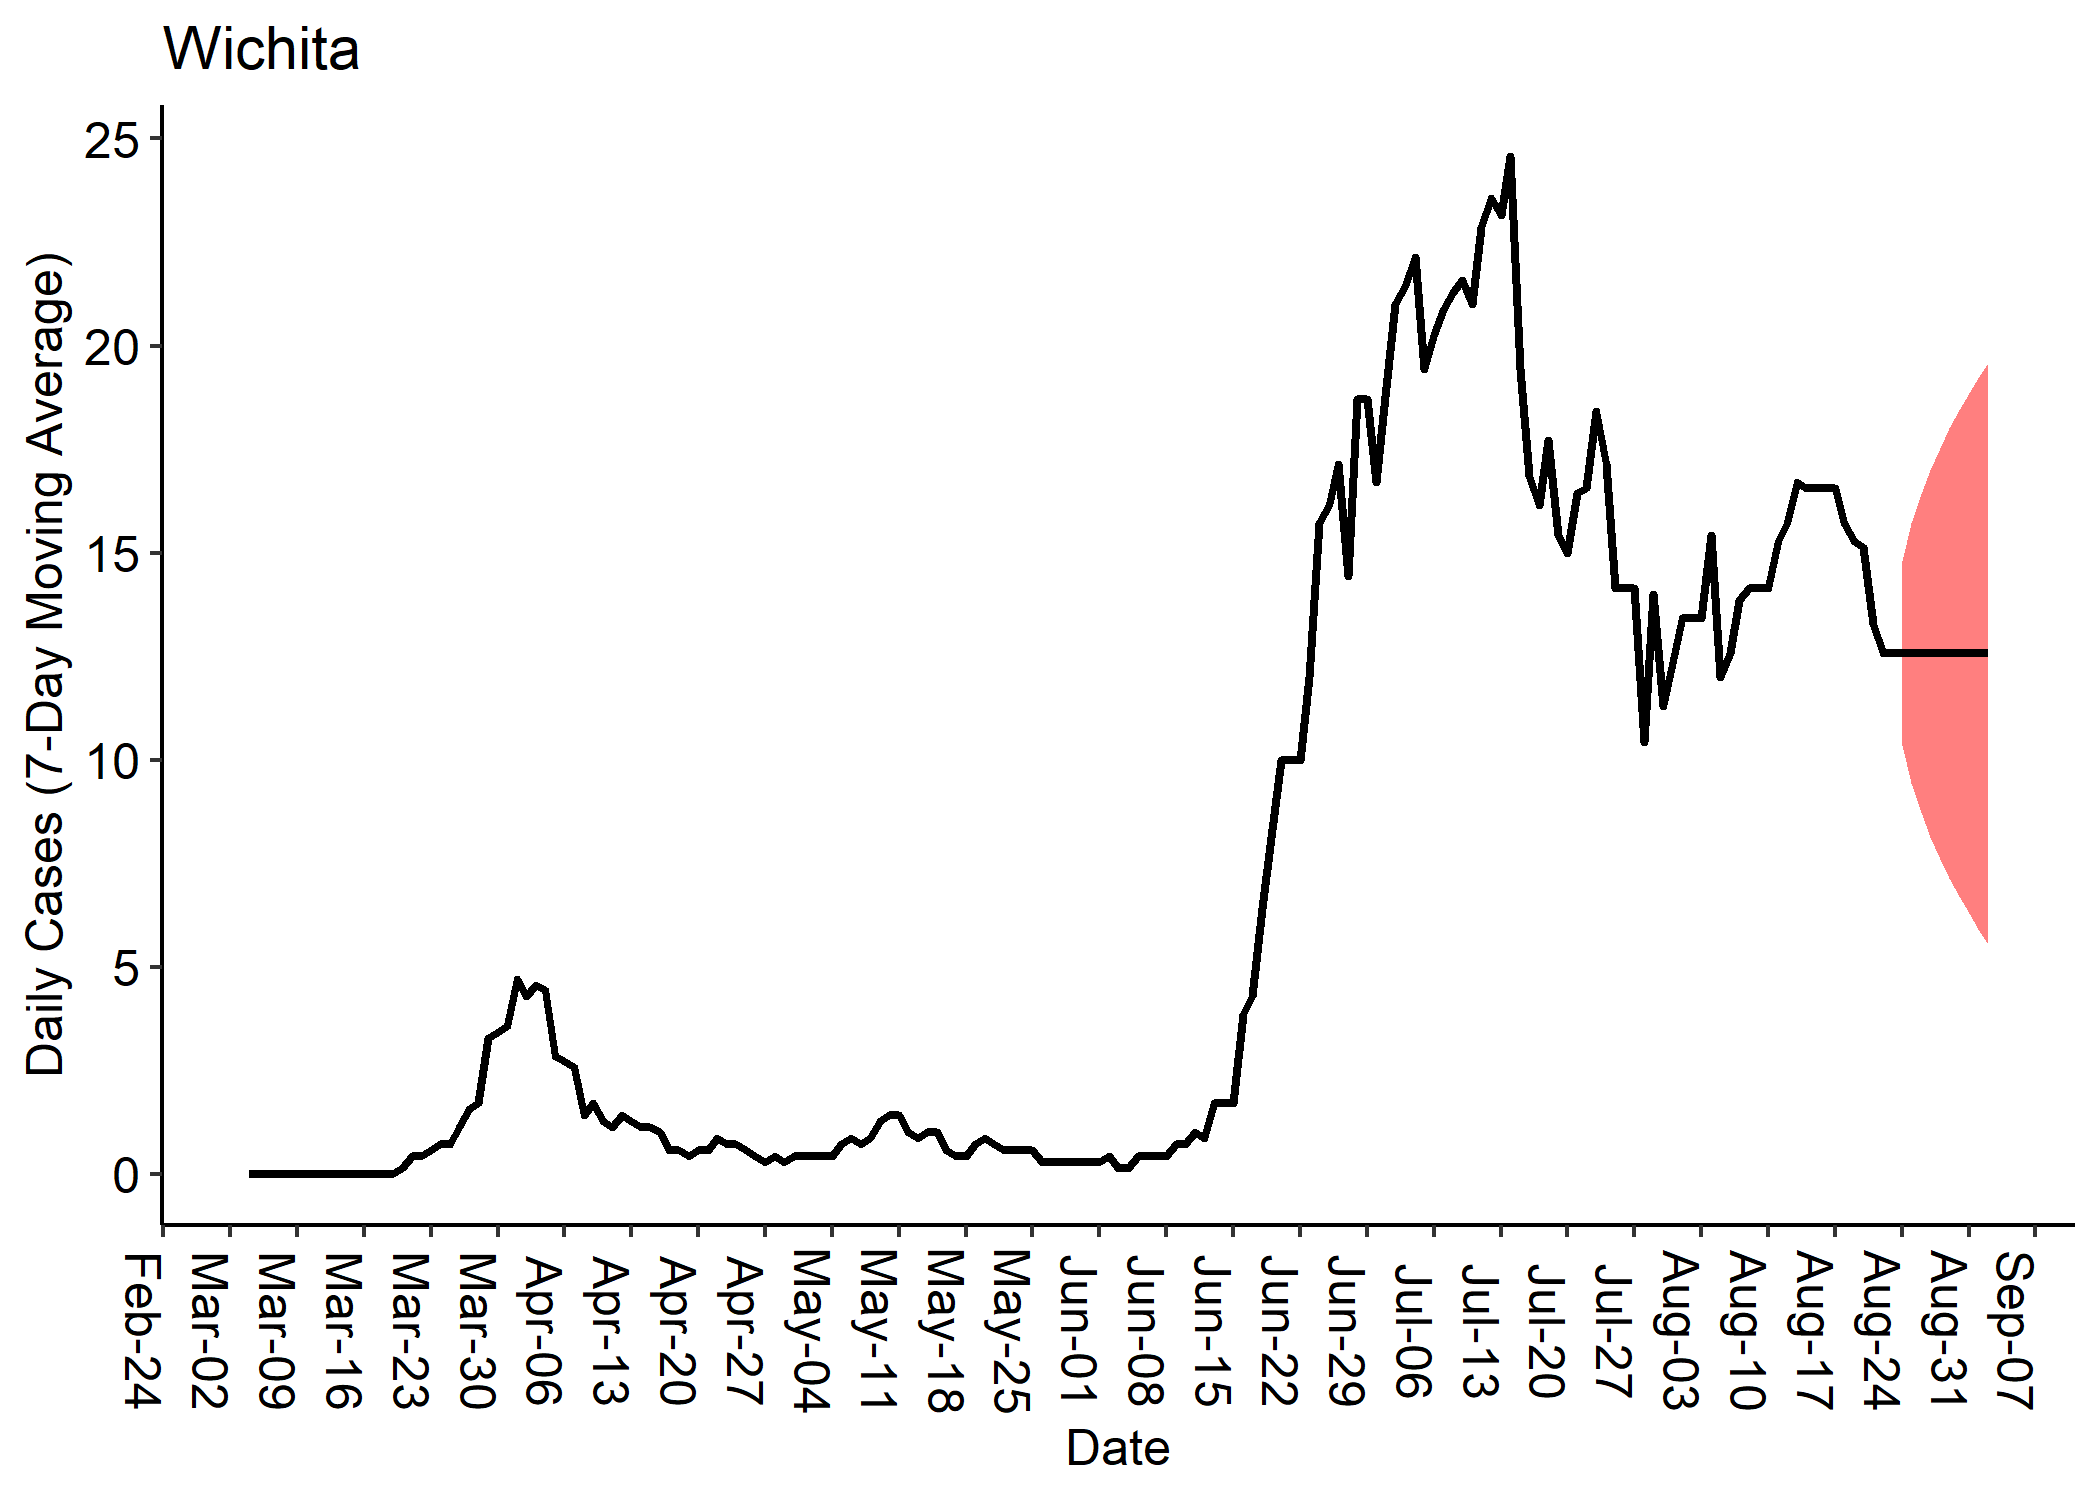 Wichita
Daily Cases (7-Day Moving Average)
25
20
15
10
5
0
Feb-24
Mar-02
Mar-09
Mar-16
Mar-23
Mar-30
Apr-06
Apr-13
Apr-20
Apr-27
May-04
May-11
May-18
May-25
Jun-01
Jun-08
Jun-15
Jun-22
Jun-29
Jul-06
Jul-13
Jul-20
Jul-27
Aug-03
Aug-10
Aug-17
Aug-24
Aug-31
Sep-07
Date